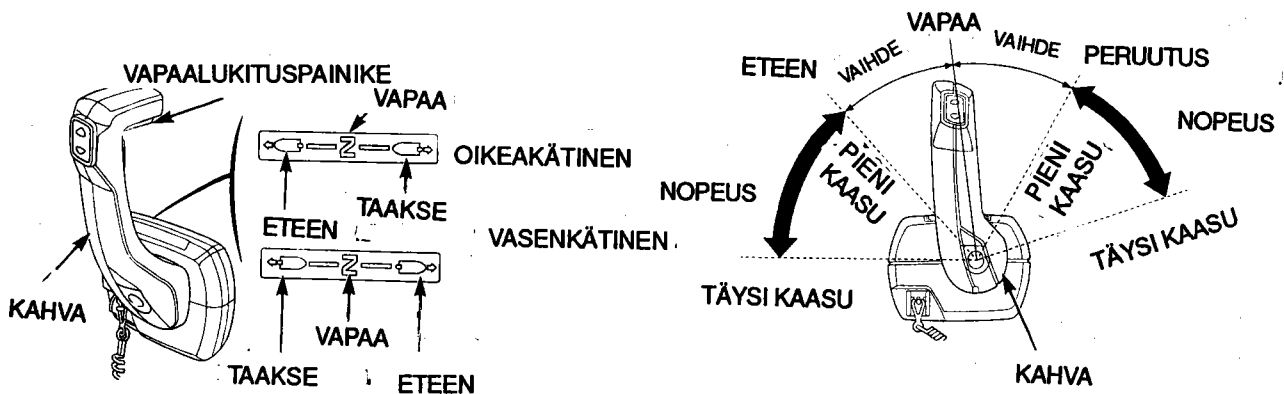 VAPAALUKITUSPAINIKE
VAPAA
N
OIKEAKÄTINEN
ETEEN
TAAKSE
VASENKÄTINEN
N
KAHVA
VAPAA
TAAKSE
ETEEN
VAPAA
ETEEN
VAIHDE
VAIHDE
PERUUTUS
NOPEUS
PIENI
KAASU
PIENI
KAASU
NOPEUS
TÄYSI KAASU
TÄYSI KAASU
KAHVA